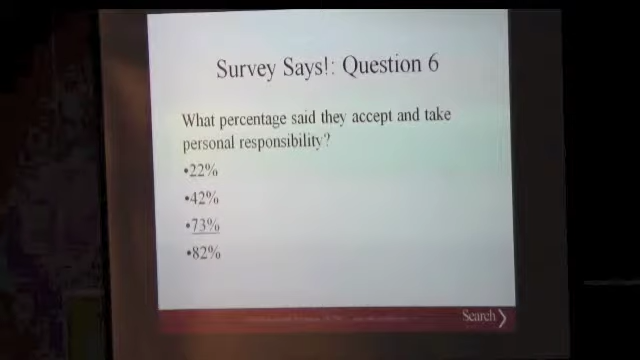 Survey Says!: Question 6
What percentage said they accept and take
personal responsibility?
•22%
•42%
•73%
•82%
Search